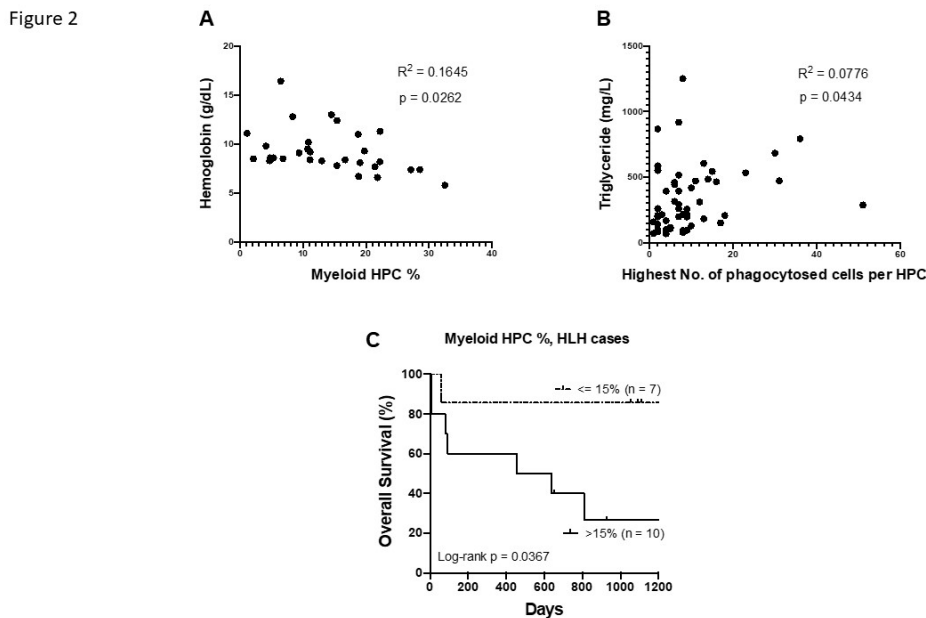 Figure 2
A
20
15
10
5
0
0 10 20 30 40
Hemoglobin (g/dL)
Myeloid HPC %
R² = 0.1645
p = 0.0262
B
1500
1000
500
0
0 20 40 60
Triglyceride (mg/L)
Highest No. of phagocytosed cells per HPC
R² = 0.0776
p = 0.0434
C
Myeloid HPC %, HLH cases
100
80
60
40
20
0
0 200 400 600 800 1000 1200
Overall Survival (%)
Days
<= 15% (n = 7)
>15% (n = 10)
Log-rank p = 0.0367